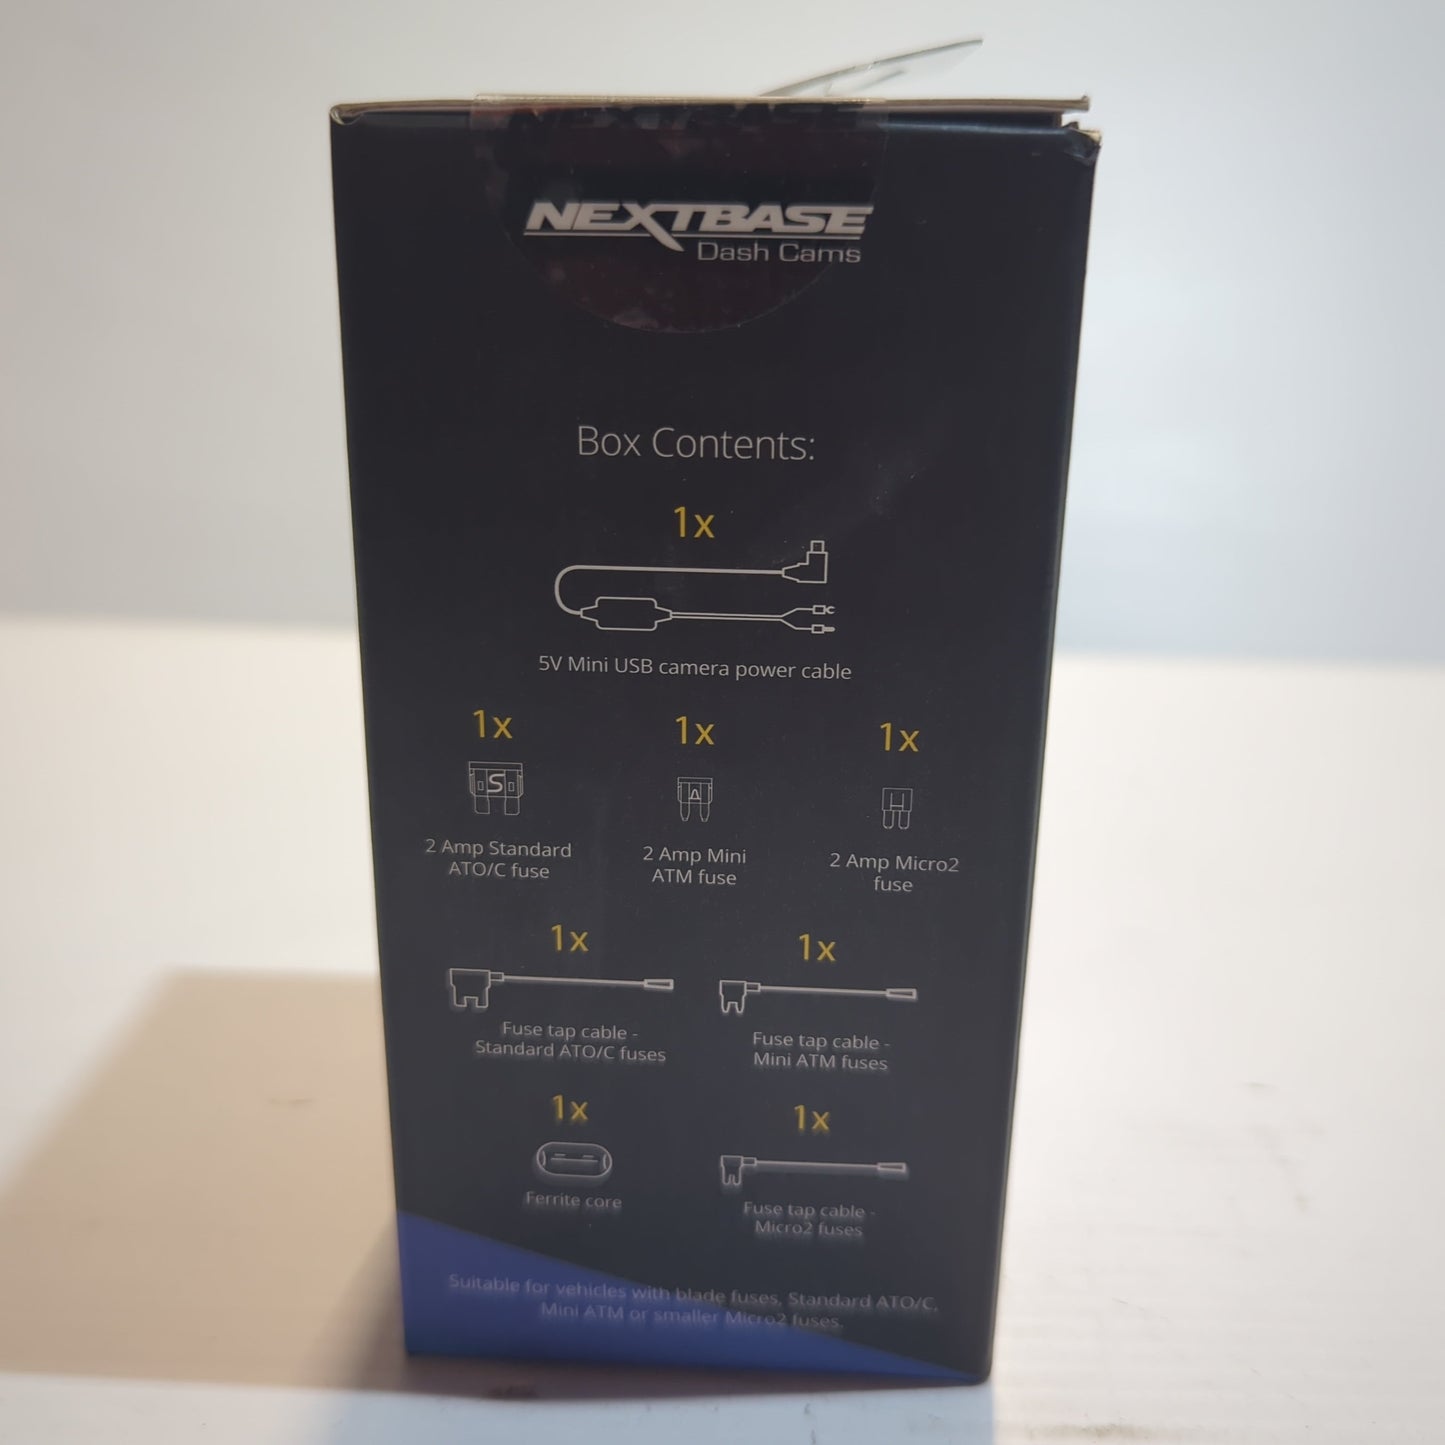 NEXTBASE
NEXTBASE
Dash Cams
Box Contents:
1x
5V Mini USB camera power cable
1x 1x 1x
2 Amp Standard
ATO/C fuse
2 Amp Mini
ATM fuse
2 Amp Micro2
fuse
1x 1x
Fuse tap cable -
Standard ATO/C fuses
Fuse tap cable -
Mini ATM fuses
1x 1x
Ferrite core
Fuse tap cable -
Micro2 fuses
Suitable for vehicles with blade fuses, Standard ATO/C,
Mini ATM or smaller Micro2 fuses.